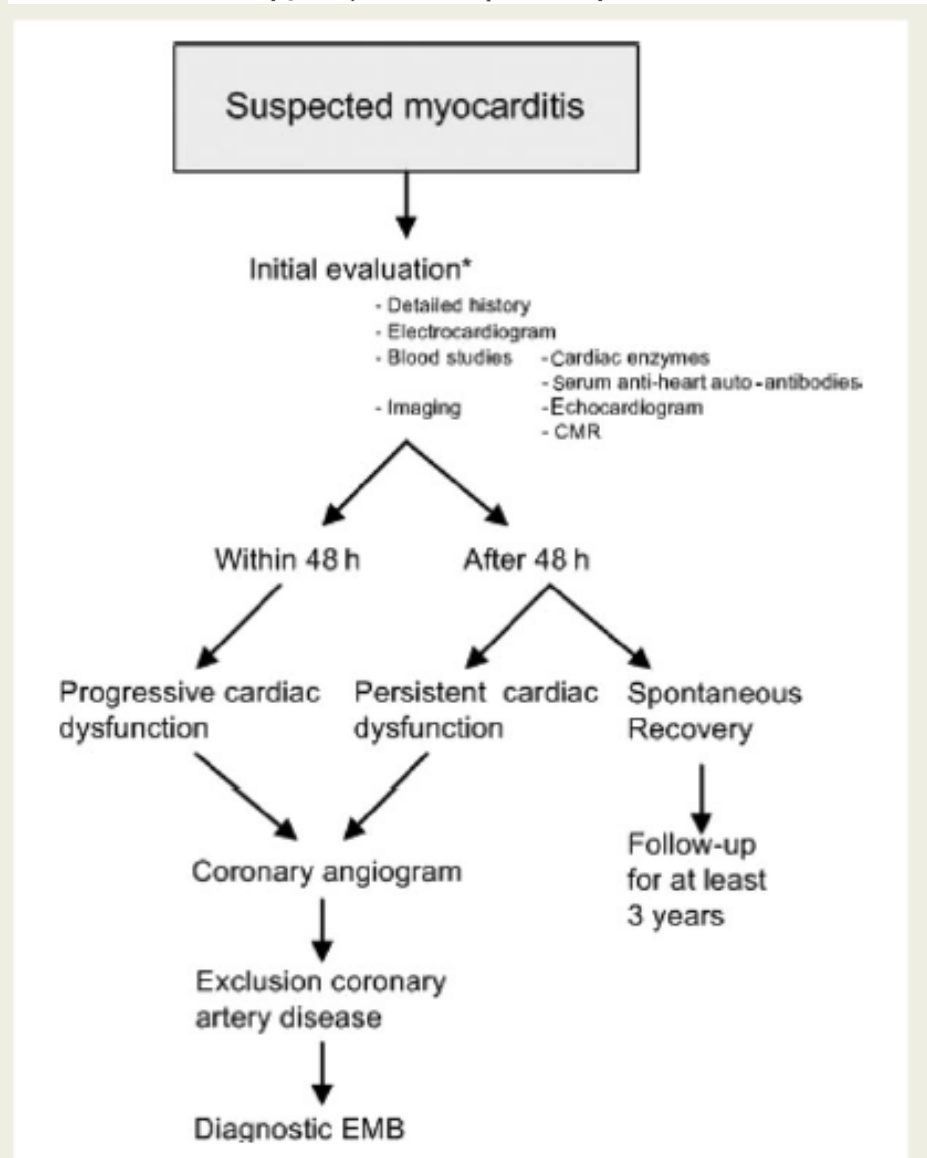 Suspected myocarditis
Initial evaluation*
- Detailed history
- Electrocardiogram
- Blood studies -Cardiac enzymes
-Serum anti-heart auto-antibodies
- Imaging -Echocardiogram
- CMR
Within 48 h After 48 h
Progressive cardiac
dysfunction
Persistent cardiac
dysfunction
Spontaneous
Recovery
Coronary angiogram
Follow-up
for at least
3 years
Exclusion coronary
artery disease
Diagnostic EMB